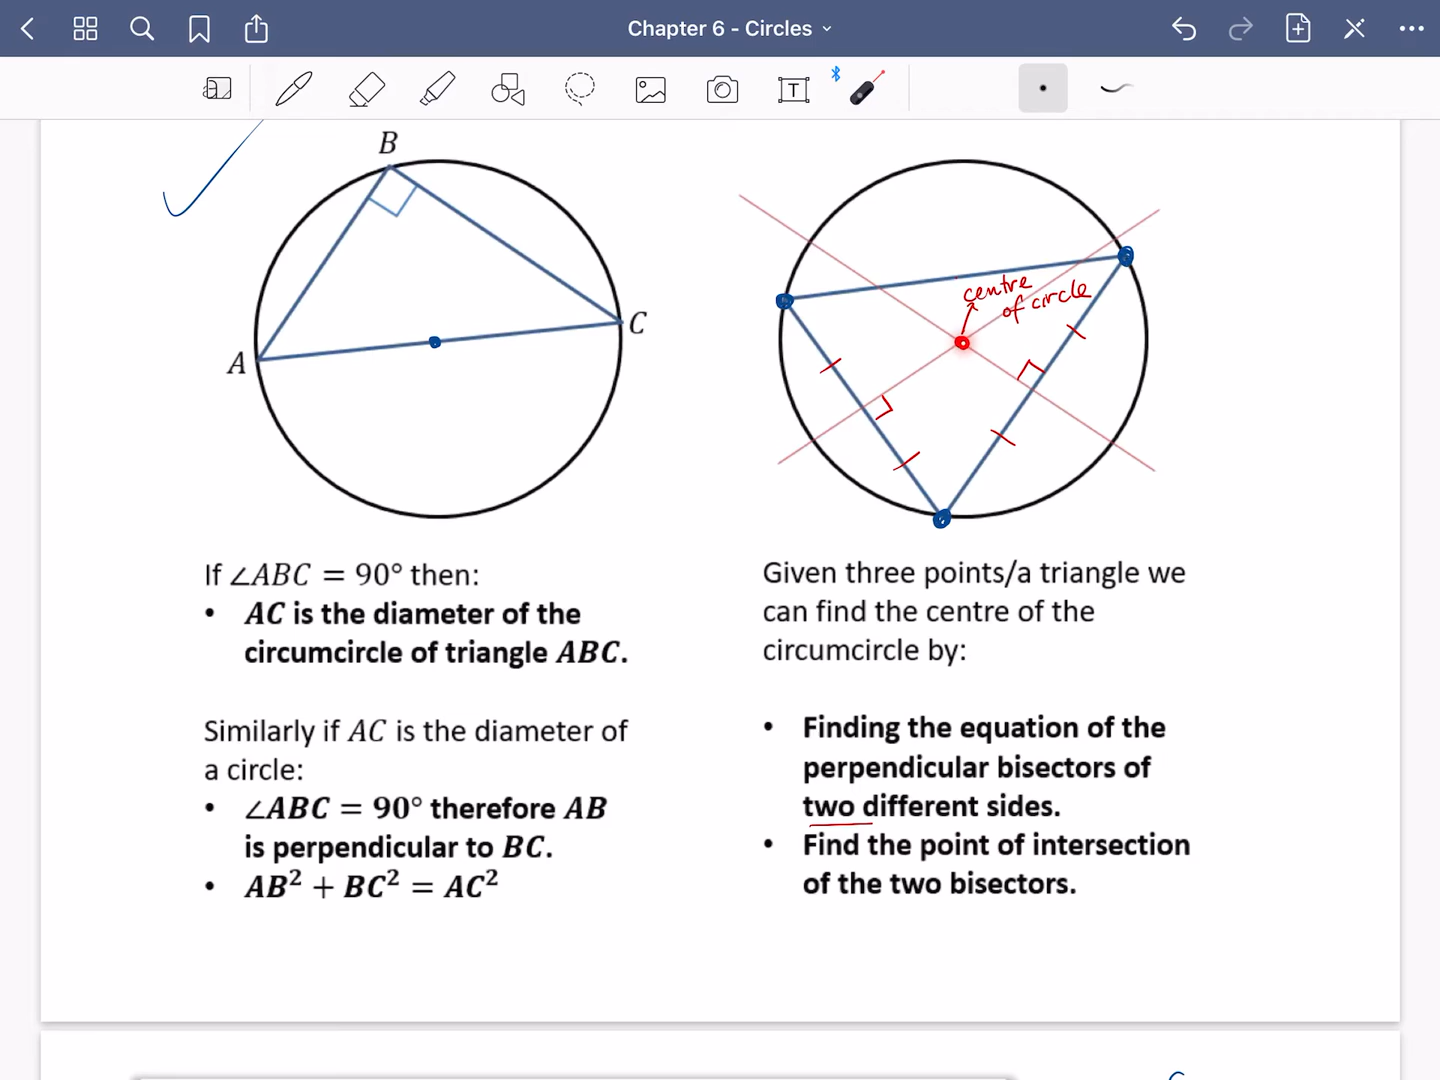 Chapter 6 - Circles
T
B
C
A
centre
of circle
If ∠ABC = 90° then:
• AC is the diameter of the
circumcircle of triangle ABC.
Similarly if AC is the diameter of
a circle:
• ∠ABC = 90° therefore AB
is perpendicular to BC.
• AB² + BC² = AC²
Given three points/a triangle we
can find the centre of the
circumcircle by:
• Finding the equation of the
perpendicular bisectors of
two different sides.
• Find the point of intersection
of the two bisectors.